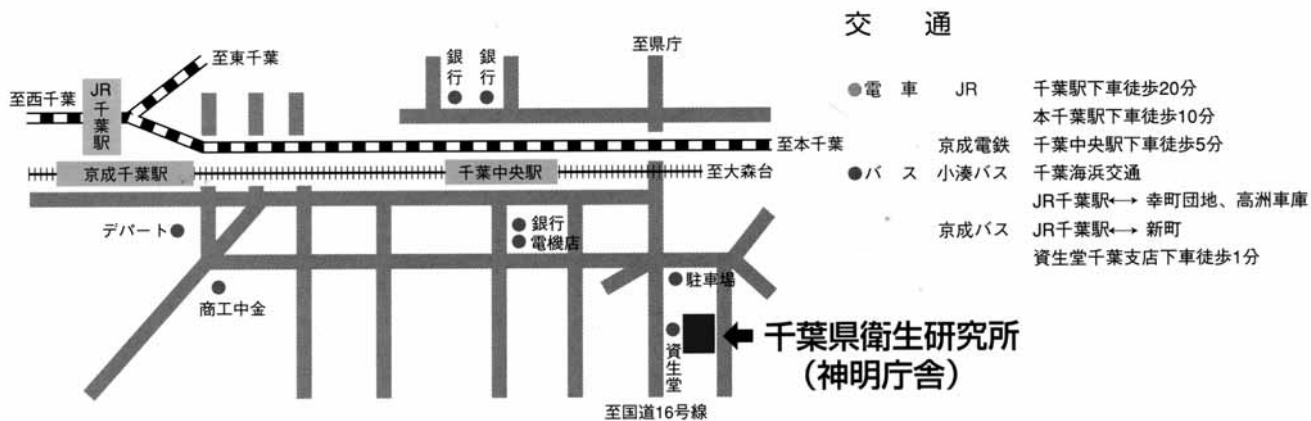 交　通
●電　車　JR　千葉駅下車徒歩20分
本千葉駅下車徒歩10分
京成電鉄　千葉中央駅下車徒歩5分
●バ　ス　小湊バス　千葉海浜交通
JR千葉駅←→ 幸町団地、高洲車庫
京成バス　JR千葉駅←→ 新町
資生堂千葉支店下車徒歩1分
至東千葉
銀行
銀行
至県庁
至西千葉
JR千葉駅
至本千葉
京成千葉駅
千葉中央駅
至大森台
デパート
銀行
電機店
商工中金
駐車場
資生堂
千葉県衛生研究所
（神明庁舎）
至国道16号線